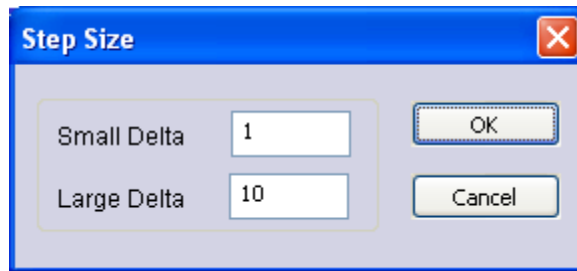 Step Size
Small Delta 1
OK
Large Delta 10
Cancel